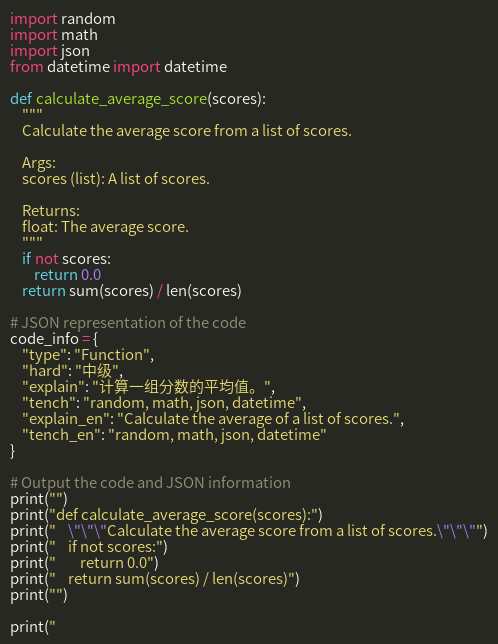 import random
import math
import json
from datetime import datetime

def calculate_average_score(scores):
    """
    Calculate the average score from a list of scores.

    Args:
    scores (list): A list of scores.

    Returns:
    float: The average score.
    """
    if not scores:
        return 0.0
    return sum(scores) / len(scores)

# JSON representation of the code
code_info = {
    "type": "Function",
    "hard": "中级",
    "explain": "计算一组分数的平均值。",
    "tench": "random, math, json, datetime",
    "explain_en": "Calculate the average of a list of scores.",
    "tench_en": "random, math, json, datetime"
}

# Output the code and JSON information
print("")
print("def calculate_average_score(scores):")
print("    \"\"\"Calculate the average score from a list of scores.\"\"\"")
print("    if not scores:")
print("        return 0.0")
print("    return sum(scores) / len(scores)")
print("")

print("